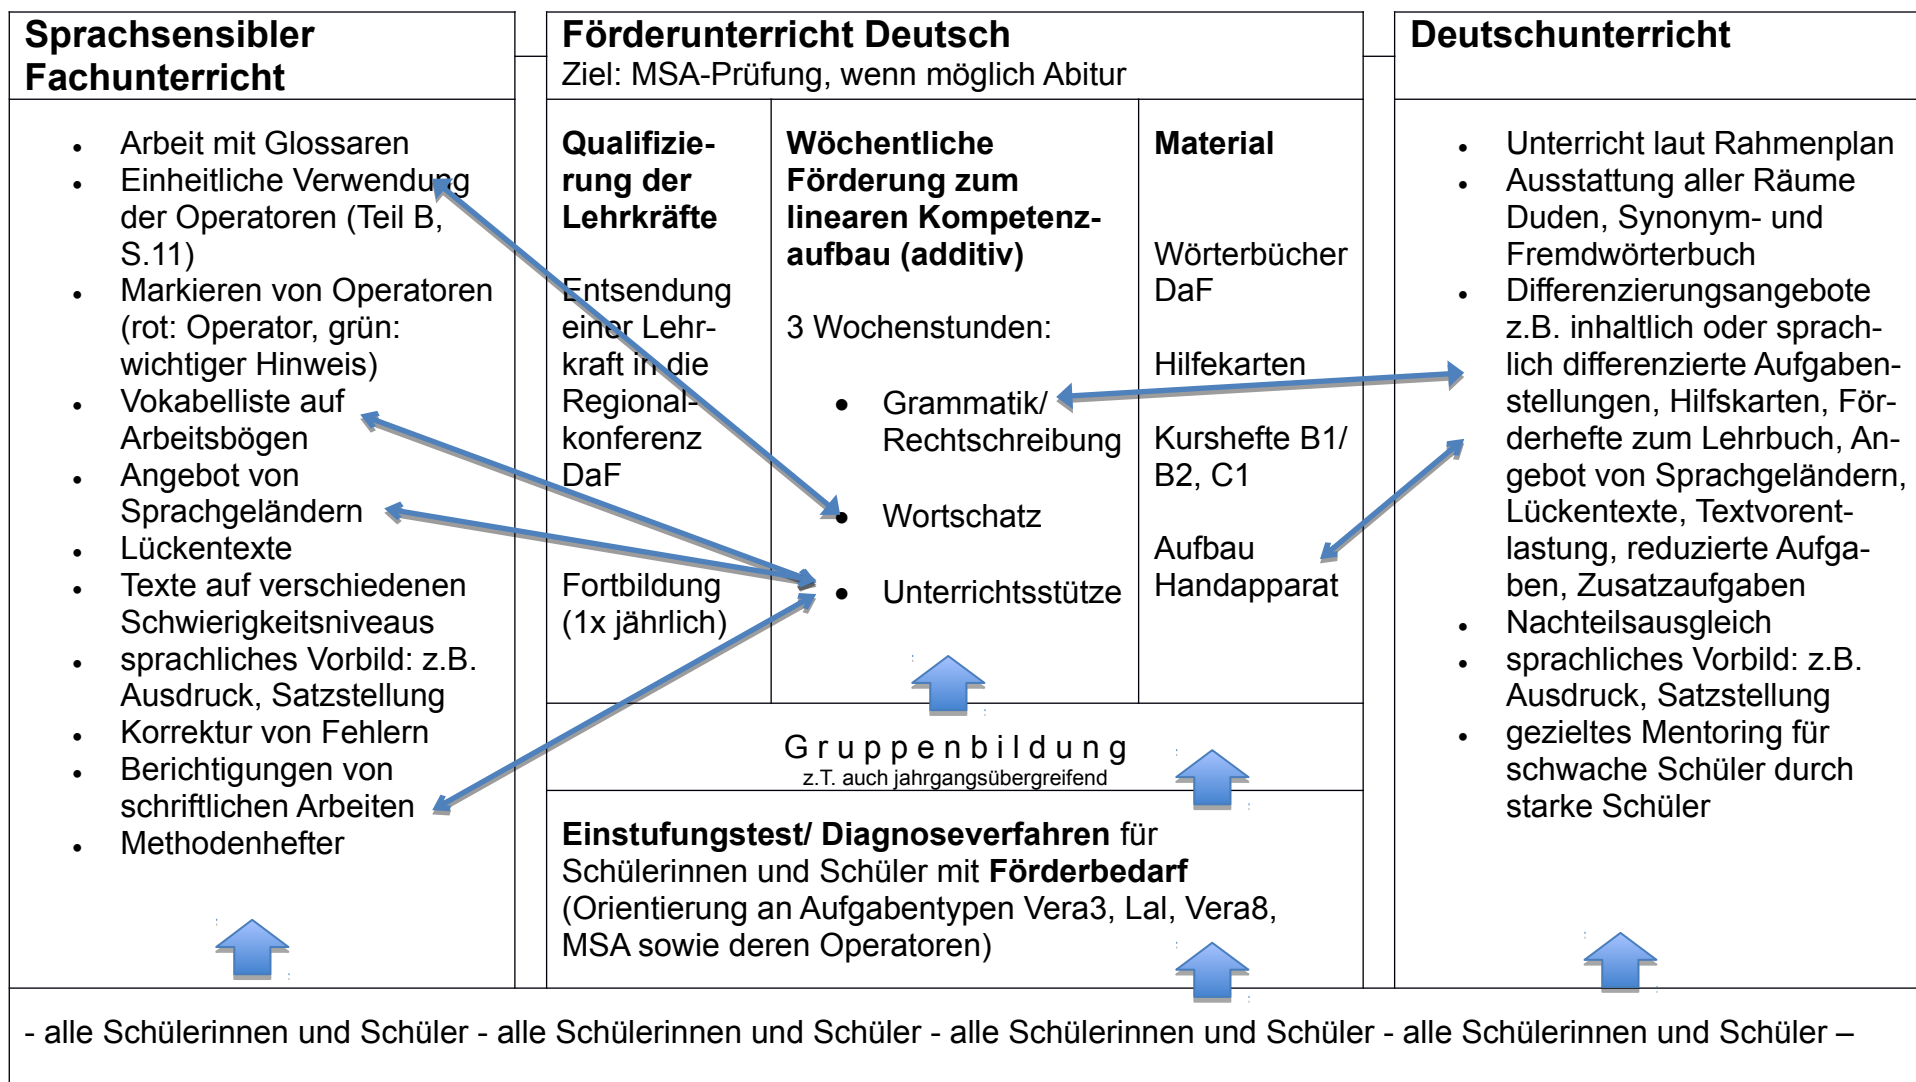 Sprachsensibler
Fachunterricht
Arbeit mit Glossaren
Einheitliche Verwendung
der Operatoren (Teil B,
S.11)
Markieren von Operatoren
(rot: Operator, grün:
wichtiger Hinweis)
Vokabelliste auf
Arbeitsbögen
Angebot von
Sprachgeländern
Lückentexte
Texte auf verschiedenen
Schwierigkeitsniveaus
sprachliches Vorbild: z.B.
Ausdruck, Satzstellung
Korrektur von Fehlern
Berichtigungen von
schriftlichen Arbeiten
Methodenhefter
Förderunterricht Deutsch
Ziel: MSA-Prüfung, wenn möglich Abitur
Qualifizie-
rung der
Lehrkräfte
Entsendung
einer Lehr-
kraft in die
Regional-
konferenz
DaF
Fortbildung
(1x jährlich)
Wöchentliche
Förderung zum
linearen Kompetenz-
aufbau (additiv)
3 Wochenstunden:
Grammatik/
Rechtschreibung
Wortschatz
Unterrichtsstütze
Material
Wörterbücher
DaF
Hilfekarten
Kurshefte B1/
B2, C1
Aufbau
Handapparat
Gruppenbildung
z.T. auch jahrgangsübergreifend
Einstufungstest/ Diagnoseverfahren für
Schülerinnen und Schüler mit Förderbedarf
(Orientierung an Aufgabentypen Vera3, Lal, Vera8,
MSA sowie deren Operatoren)
Deutschunterricht
Unterricht laut Rahmenplan
Ausstattung aller Räume
Duden, Synonym- und
Fremdwörterbuch
Differenzierungsangebote
z.B. inhaltlich oder sprach-
lich differenzierte Aufgaben-
stellungen, Hilfskarten, För-
derhefte zum Lehrbuch, An-
gebot von Sprachgeländern,
Lückentexte, Textvorent-
lastung, reduzierte Aufga-
ben, Zusatzaufgaben
Nachteilsausgleich
sprachliches Vorbild: z.B.
Ausdruck, Satzstellung
gezieltes Mentoring für
schwache Schüler durch
starke Schüler
- alle Schülerinnen und Schüler - alle Schülerinnen und Schüler - alle Schülerinnen und Schüler - alle Schülerinnen und Schüler –